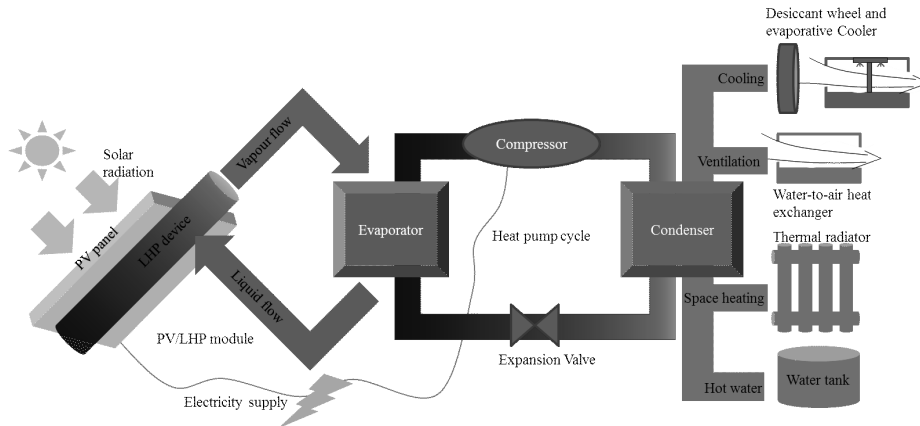 Desiccant wheel and
evaporative Cooler
Cooling
Solar
radiation
Vapour flow
Compressor
Ventilation
Water-to-air heat
exchanger
PV panel
LHP device
Evaporator
Heat pump cycle
Condenser
Thermal radiator
Liquid flow
Space heating
PV/LHP module
Expansion Valve
Electricity supply
Hot water
Water tank